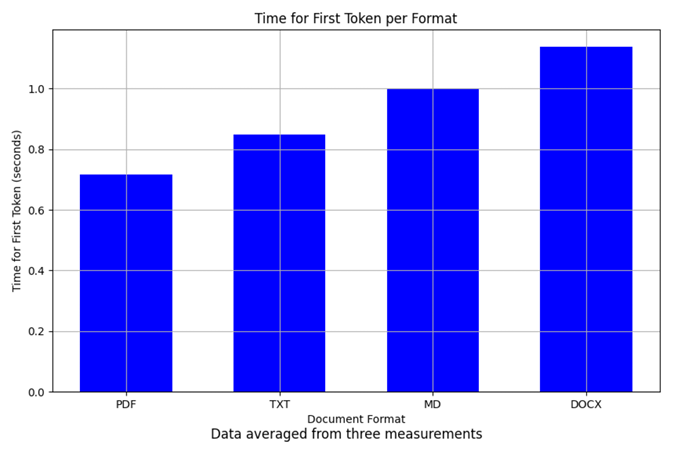 Time for First Token per Format
Time for First Token (seconds)
1.0
0.8
0.6
0.4
0.2
0.0
PDF TXT MD DOCX
Document Format
Data averaged from three measurements